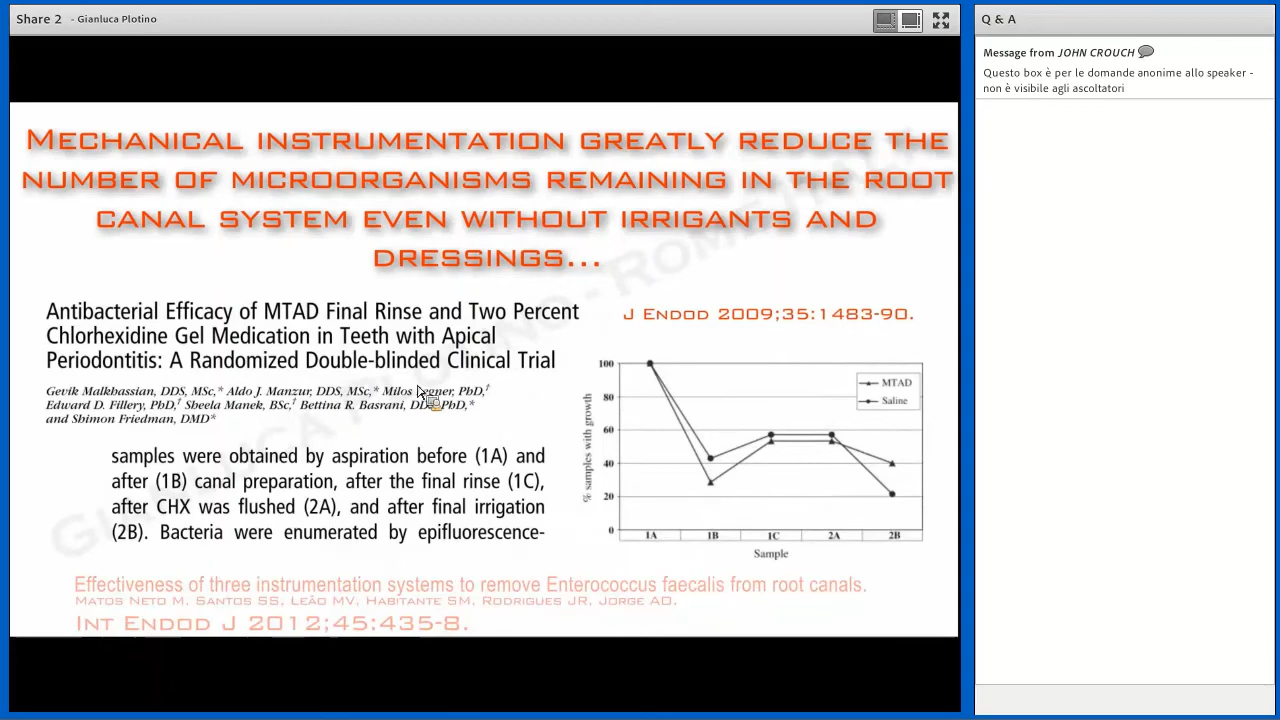 Share 2 - Gianluca Plotino
MECHANICAL INSTRUMENTATION GREATLY REDUCE THE
NUMBER OF MICROORGANISMS REMAINING IN THE ROOT
CANAL SYSTEM EVEN WITHOUT IRRIGANTS AND
DRESSINGS...
Antibacterial Efficacy of MTAD Final Rinse and Two Percent
Chlorhexidine Gel Medication in Teeth with Apical
Periodontitis: A Randomized Double-blinded Clinical Trial
Gevik Malkhassian, DDS, MSc,* Aldo J. Manzur, DDS, MSc,* Milos PhD,†
Edward D. Fillery, PhD,† Sheela Manek, BSc,† Bettina R. Basrani, PhD,*
and Shimon Friedman, DMD*
J ENDOD 2009;35:1483-90.
samples were obtained by aspiration before (1A) and
after (1B) canal preparation, after the final rinse (1C),
after CHX was flushed (2A), and after final irrigation
(2B). Bacteria were enumerated by epifluorescence-
% samples with growth
100
80
60
40
20
0
MTAD
Saline
1A 1B 1C 2A 2B
Sample
Effectiveness of three instrumentation systems to remove Enterococcus faecalis from root canals.
MATOS NETO M, SANTOS SS, LEÃO MV, HABITANTE SM, RODRIGUES JR, JORGE AO.
INT ENDOD J 2012;45:435-8.
Q & A
Message from JOHN CROUCH
Questo box è per le domande anonime allo speaker -
non è visibile agli ascoltatori